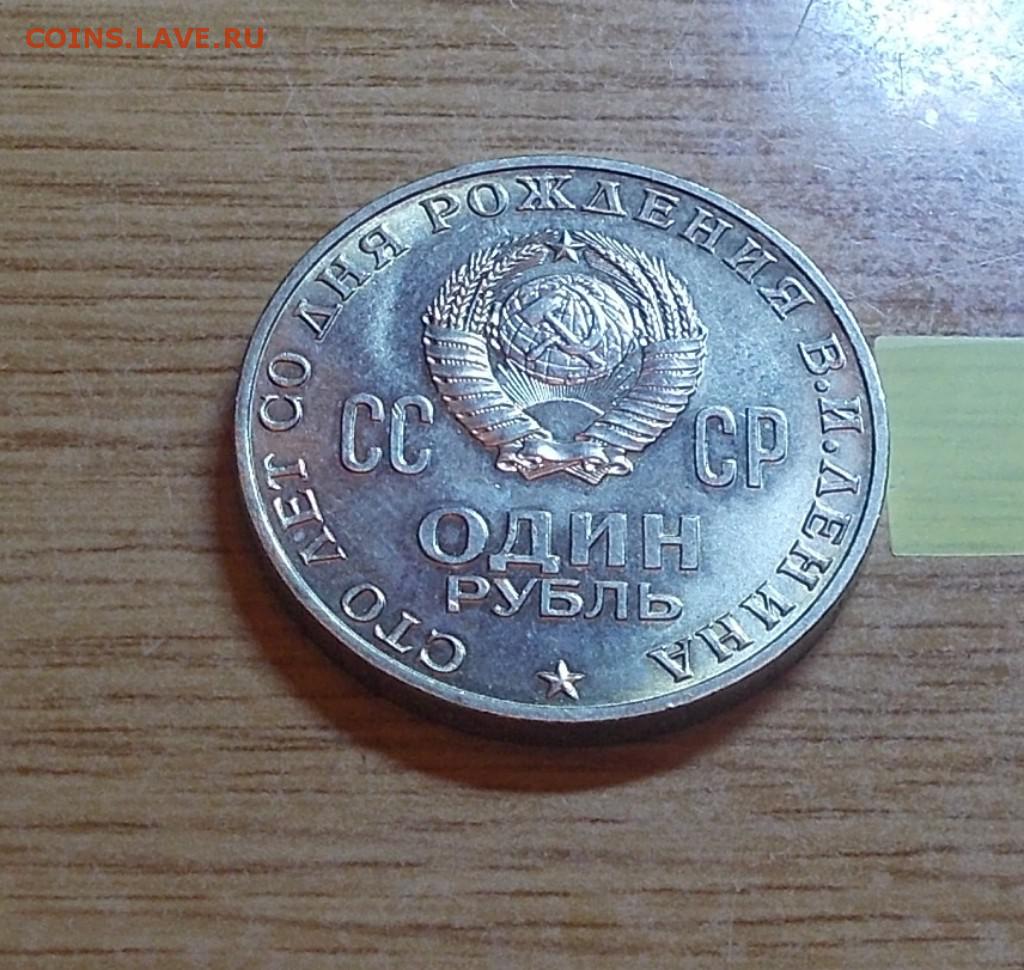 COINS.LAVE.RU
СТО ЛЕТ СО ДНЯ РОЖДЕНИЯ В.И.ЛЕНИНА
СС СР
ОДИН
РУБЛЬ